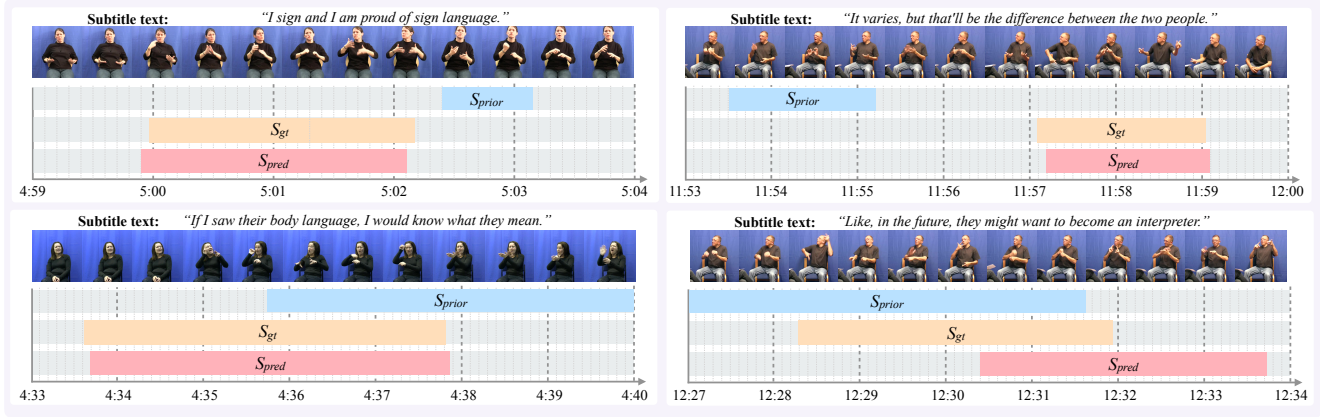 Subtitle text: “I sign and I am proud of sign language.”
S_prior
S_gt
S_pred
4:59 5:00 5:01 5:02 5:03 5:04
Subtitle text: “It varies, but that'll be the difference between the two people.”
S_prior
S_gt
S_pred
11:53 11:54 11:55 11:56 11:57 11:58 11:59 12:00
Subtitle text: “If I saw their body language, I would know what they mean.”
S_prior
S_gt
S_pred
4:33 4:34 4:35 4:36 4:37 4:38 4:39 4:40
Subtitle text: “Like, in the future, they might want to become an interpreter.”
S_prior
S_gt
S_pred
12:27 12:28 12:29 12:30 12:31 12:32 12:33 12:34